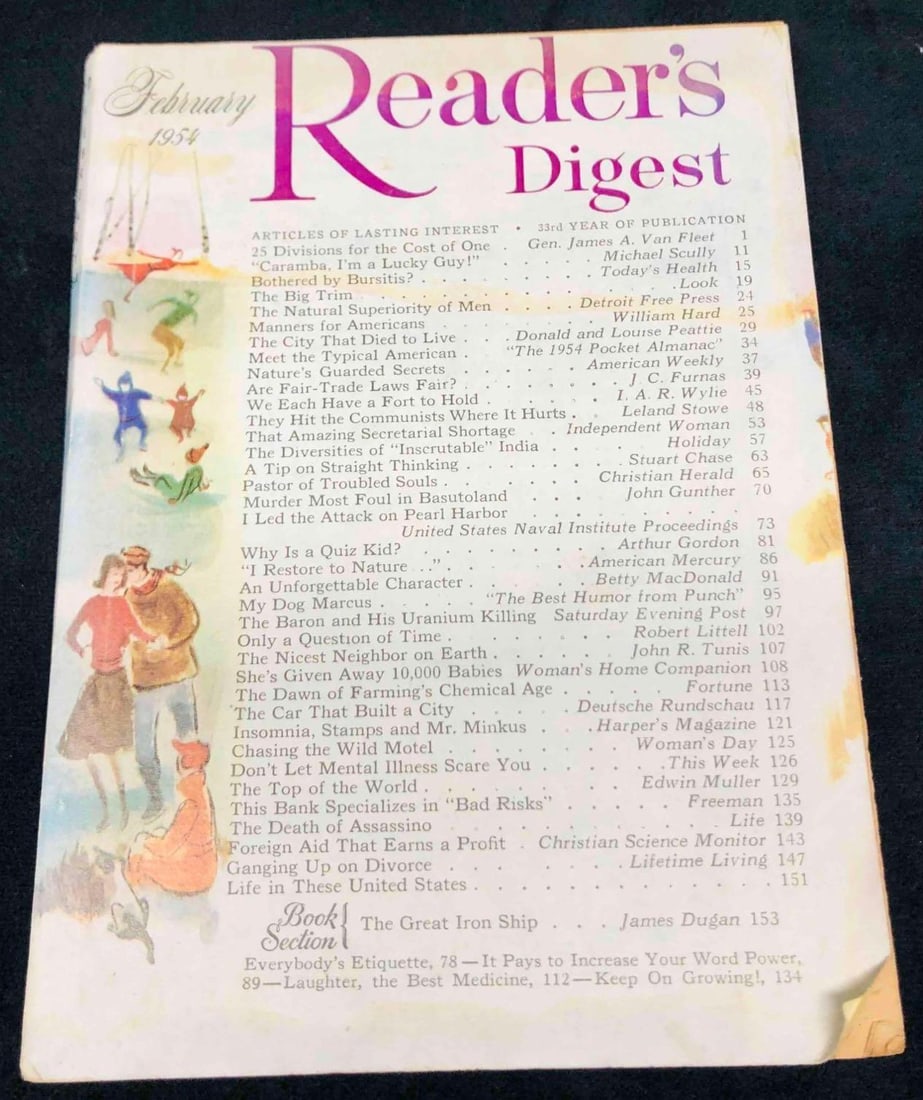 February
1954
Reader's
Digest
ARTICLES OF LASTING INTEREST • 33rd YEAR OF PUBLICATION
25 Divisions for the Cost of One . Gen. James A. Van Fleet 1
"Caramba, I'm a Lucky Guy!" . . . . . Michael Scully 11
Bothered by Bursitis? . . . . . . . Today's Health 15
The Big Trim . . . . . . . . . . . Look 19
The Natural Superiority of Men . . . . Detroit Free Press 24
Manners for Americans . . . . . . . William Hard 25
The City That Died to Live . . . Donald and Louise Peattie 29
Meet the Typical American . "The 1954 Pocket Almanac" 34
Nature's Guarded Secrets . . . . . . American Weekly 37
Are Fair-Trade Laws Fair? . . . . . . . J. C. Furnas 39
We Each Have a Fort to Hold . . . . . I. A. R. Wylie 45
They Hit the Communists Where It Hurts . . Leland Stowe 48
That Amazing Secretarial Shortage . . Independent Woman 53
The Diversities of "Inscrutable" India . . . . Holiday 57
A Tip on Straight Thinking . . . . . . Stuart Chase 63
Pastor of Troubled Souls . . . . . . Christian Herald 65
Murder Most Foul in Basutoland . . . John Gunther 70
I Led the Attack on Pearl Harbor . . . . . . .
United States Naval Institute Proceedings 73
Why Is a Quiz Kid? . . . . . . . . Arthur Gordon 81
"I Restore to Nature ..." . . . . . . American Mercury 86
An Unforgettable Character . . . . . Betty MacDonald 91
My Dog Marcus . . . . . "The Best Humor from Punch" 95
The Baron and His Uranium Killing Saturday Evening Post 97
Only a Question of Time . . . . . . . Robert Littell 102
The Nicest Neighbor on Earth . . . . . . John R. Tunis 107
She's Given Away 10,000 Babies Woman's Home Companion 108
The Dawn of Farming's Chemical Age . . . . . Fortune 113
The Car That Built a City . . . . . Deutsche Rundschau 117
Insomnia, Stamps and Mr. Minkus . . . Harper's Magazine 121
Chasing the Wild Motel . . . . . . . . Woman's Day 125
Don't Let Mental Illness Scare You . . . . . . This Week 126
The Top of the World . . . . . . . . Edwin Muller 129
This Bank Specializes in "Bad Risks" . . . . . Freeman 135
The Death of Assassino . . . . . . . . . . Life 139
Foreign Aid That Earns a Profit . Christian Science Monitor 143
Ganging Up on Divorce . . . . . . . Lifetime Living 147
Life in These United States . . . . . . . . . . . . 151
Book
Section
The Great Iron Ship . . . James Dugan 153
Everybody's Etiquette, 78—It Pays to Increase Your Word Power,
89—Laughter, the Best Medicine, 112—Keep On Growing!, 134